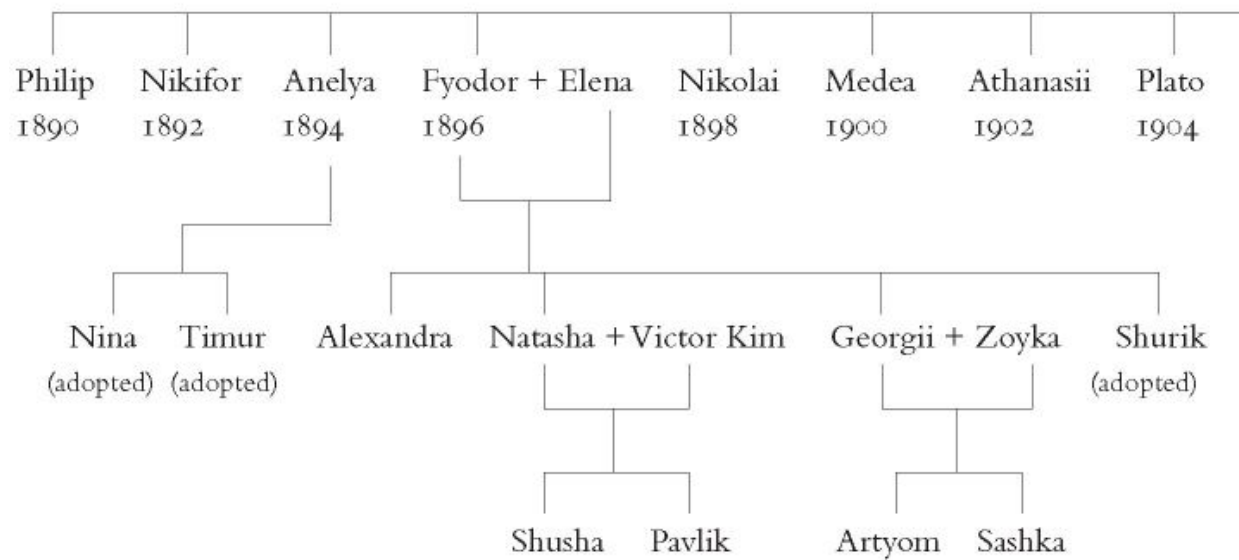 Philip Nikifor Anelya Fyodor + Elena Nikolai Medea Athanasii Plato
1890 1892 1894 1896 1898 1900 1902 1904
Nina Timur Alexandra Natasha + Victor Kim Georgii + Zoyka Shurik
(adopted) (adopted) (adopted)
Shusha Pavlik Artyom Sashka